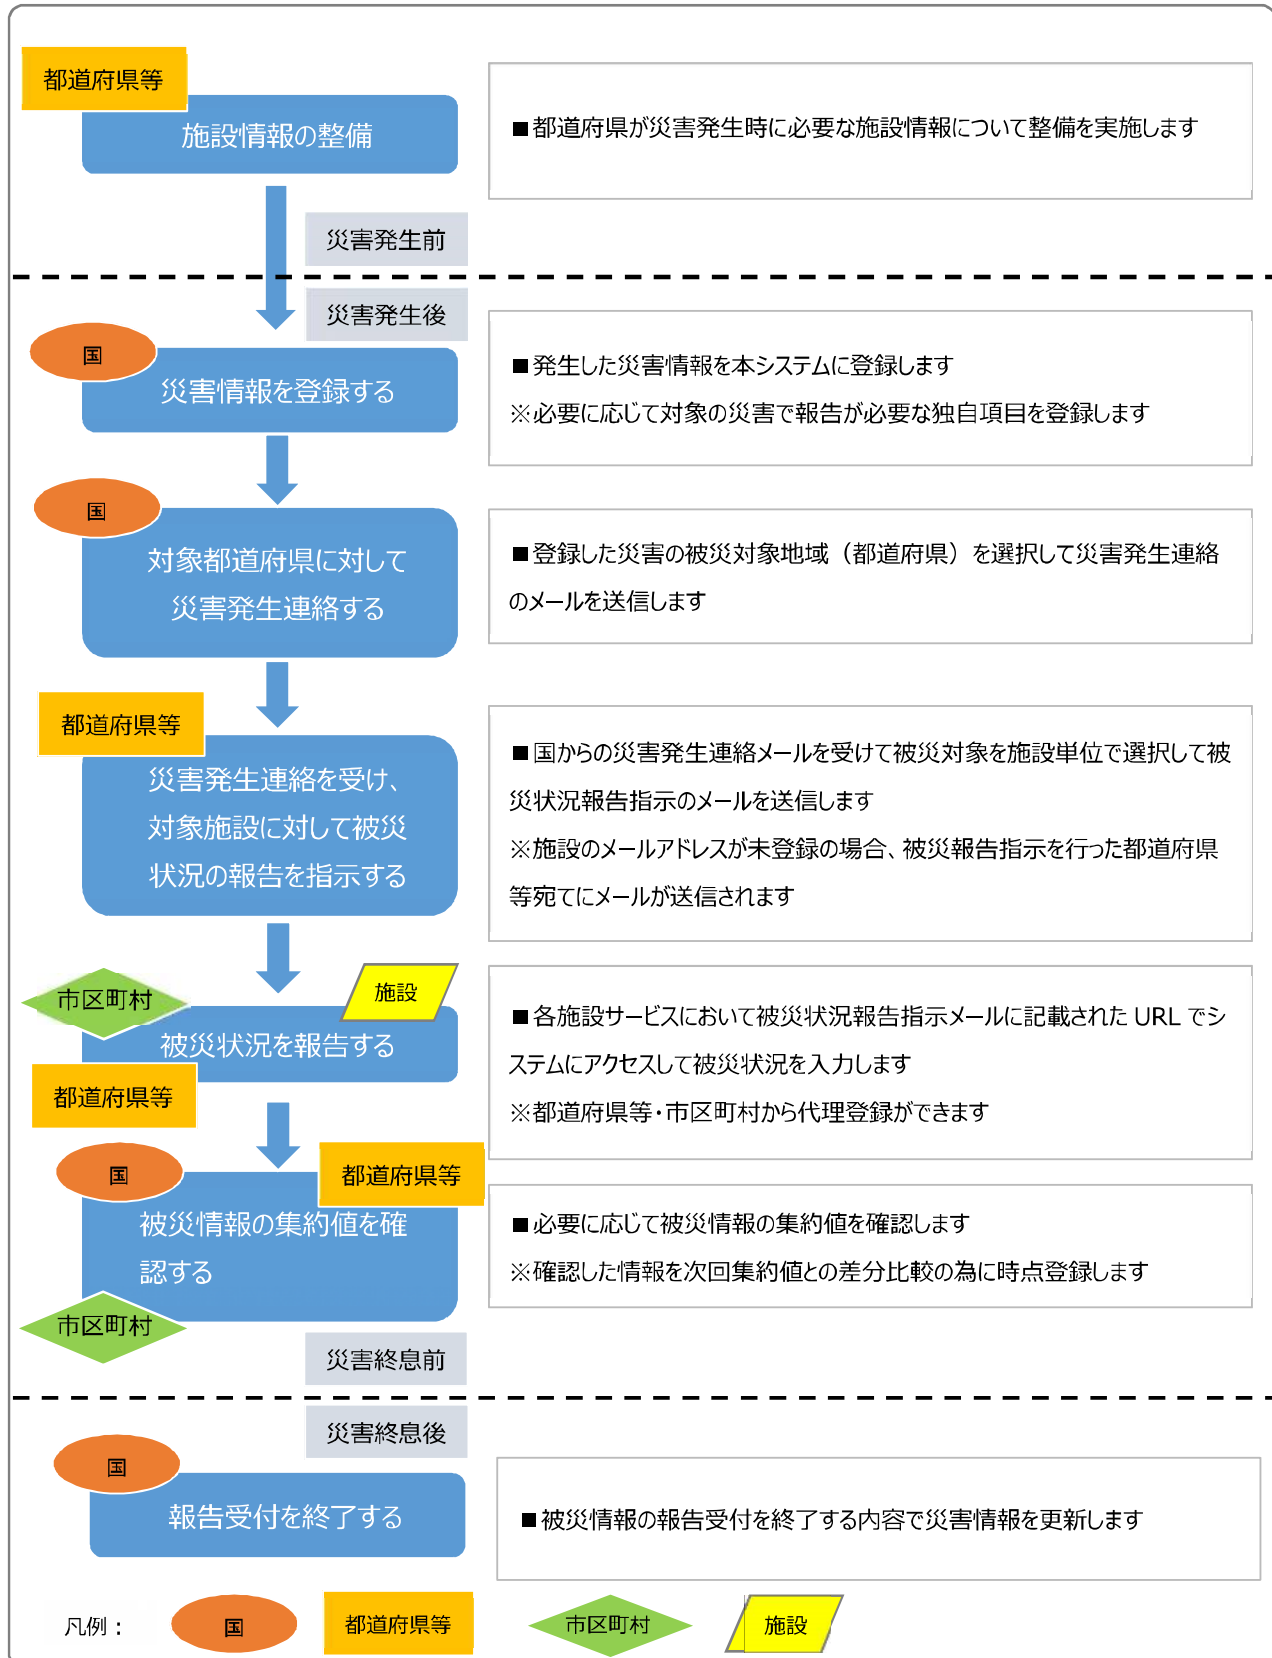 都道府県等
施設情報の整備
■都道府県が災害発生時に必要な施設情報について整備を実施します
災害発生前
災害発生後
国
災害情報を登録する
■発生した災害情報を本システムに登録します
※必要に応じて対象の災害で報告が必要な独自項目を登録します
国
対象都道府県に対して
災害発生連絡する
■登録した災害の被災対象地域（都道府県）を選択して災害発生連絡
のメールを送信します
都道府県等
災害発生連絡を受け、
対象施設に対して被災
状況の報告を指示する
■国からの災害発生連絡メールを受けて被災対象を施設単位で選択して被
災状況報告指示のメールを送信します
※施設のメールアドレスが未登録の場合、被災報告指示を行った都道府県
等宛てにメールが送信されます
市区町村
施設
被災状況を報告する
都道府県等
■各施設サービスにおいて被災状況報告指示メールに記載された URL でシ
ステムにアクセスして被災状況を入力します
※都道府県等・市区町村から代理登録ができます
国
都道府県等
被災情報の集約値を確
認する
市区町村
■必要に応じて被災情報の集約値を確認します
※確認した情報を次回集約値との差分比較の為に時点登録します
災害終息前
災害終息後
国
報告受付を終了する
■被災情報の報告受付を終了する内容で災害情報を更新します
凡例： 国 都道府県等 市区町村 施設